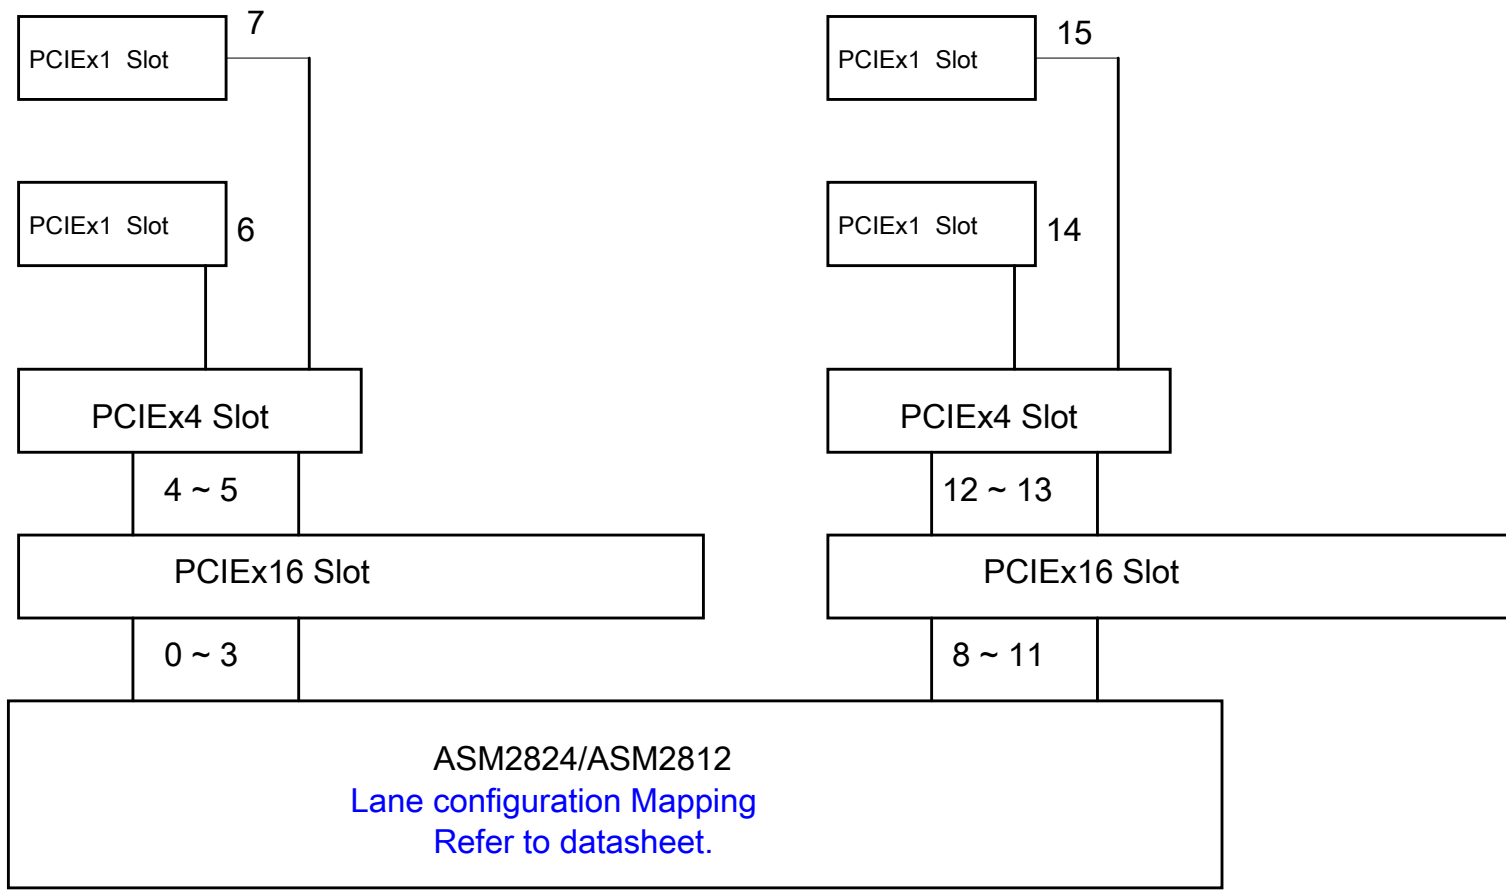 7
15
PCIEx1 Slot
PCIEx1 Slot
PCIEx1 Slot
6
PCIEx1 Slot
14
PCIEx4 Slot
PCIEx4 Slot
4 ~ 5
12 ~ 13
PCIEx16 Slot
PCIEx16 Slot
0 ~ 3
8 ~ 11
ASM2824/ASM2812
Lane configuration Mapping
Refer to datasheet.